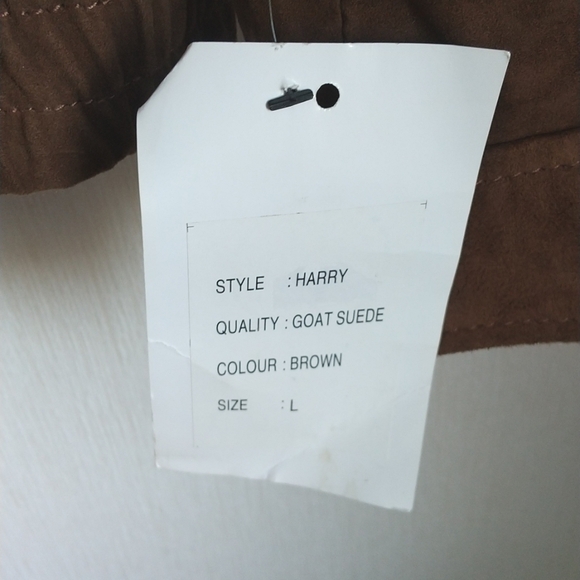 STYLE : HARRY
QUALITY : GOAT SUEDE
COLOUR : BROWN
SIZE : L